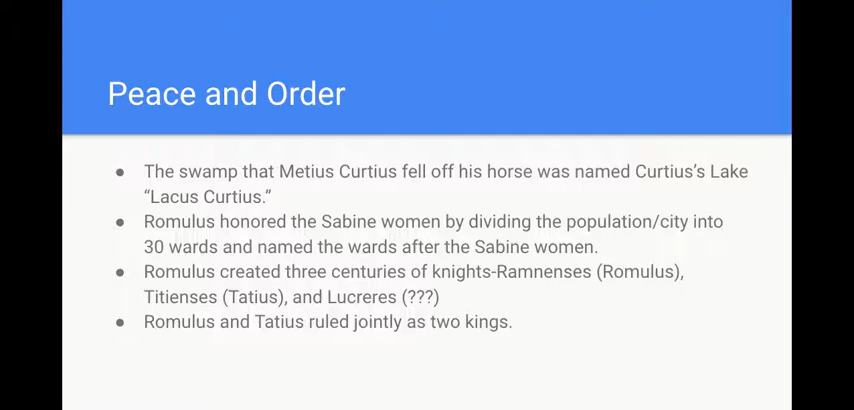 Peace and Order
● The swamp that Metius Curtius fell off his horse was named Curtius's Lake
“Lacus Curtius.”
● Romulus honored the Sabine women by dividing the population/city into
30 wards and named the wards after the Sabine women.
● Romulus created three centuries of knights-Ramnenses (Romulus),
Titienses (Tatius), and Lucreres (???)
● Romulus and Tatius ruled jointly as two kings.